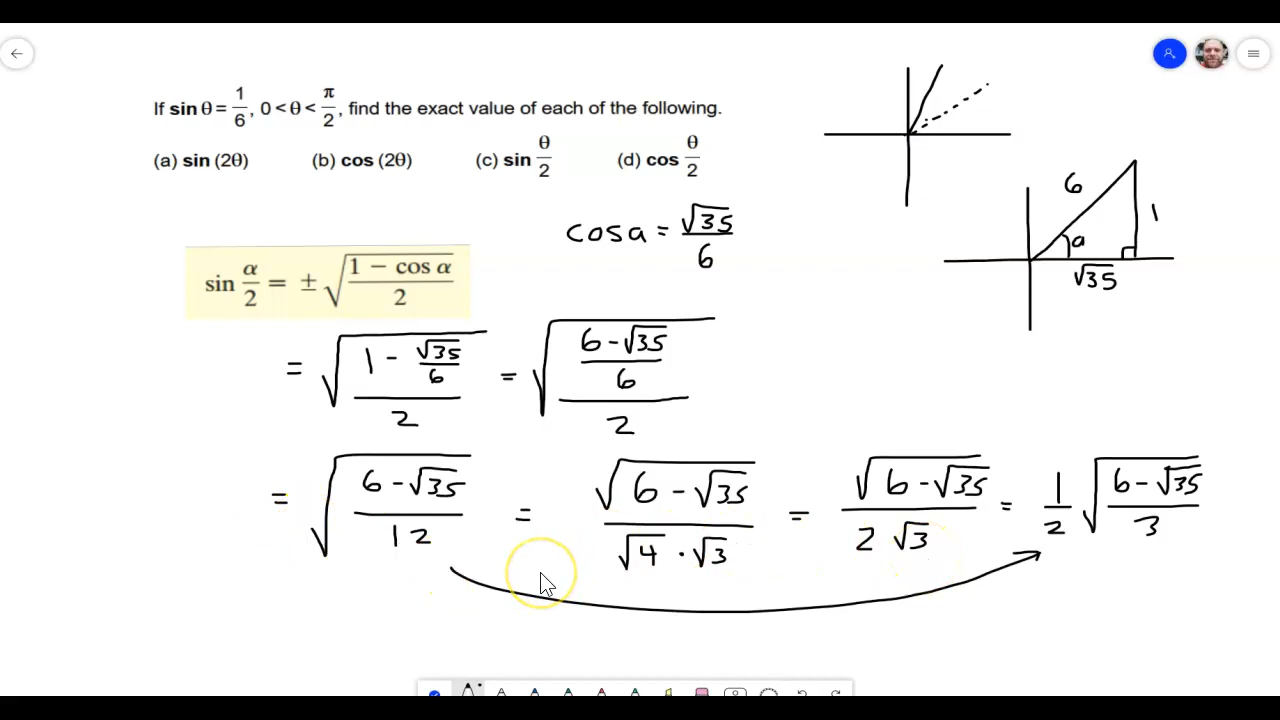 If sin θ = 1/6, 0 < θ < π/2, find the exact value of each of the following.
(a) sin (2θ) (b) cos (2θ) (c) sin θ/2 (d) cos θ/2
6
1
a
√35
cos a = √35/6
sin α/2 = ± √((1 − cos α)/2)
= √((1 - √35/6)/2) = √(((6 - √35)/6)/2)
= √((6 - √35)/12) = √(6 - √35)/(√4 · √3) = √(6 - √35)/(2 √3) = 1/2 √((6 - √35)/3)